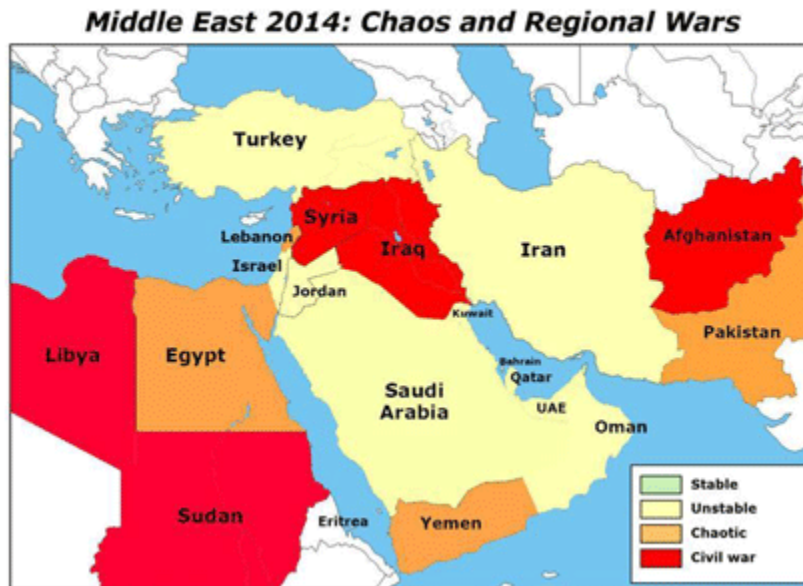 Middle East 2014: Chaos and Regional Wars
Turkey
Syria
Lebanon
Iraq
Iran
Afghanistan
Israel
Jordan
Kuwait
Pakistan
Libya
Egypt
Bahrain
Qatar
Saudi
Arabia
UAE
Oman
Sudan
Eritrea
Yemen
Stable
Unstable
Chaotic
Civil war